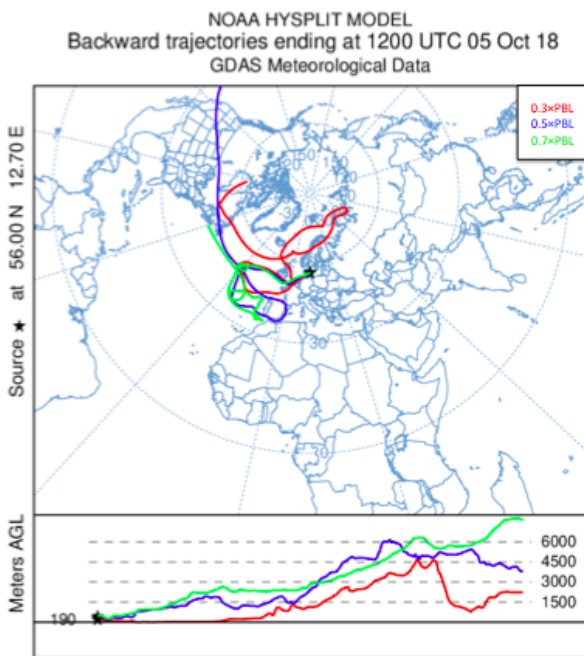 NOAA HYSPLIT MODEL
Backward trajectories ending at 1200 UTC 05 Oct 18
GDAS Meteorological Data
0.3×PBL
0.5×PBL
0.7×PBL
Source ★ at 56.00 N 12.70 E
30
Meters AGL
6000
4500
3000
1500
190